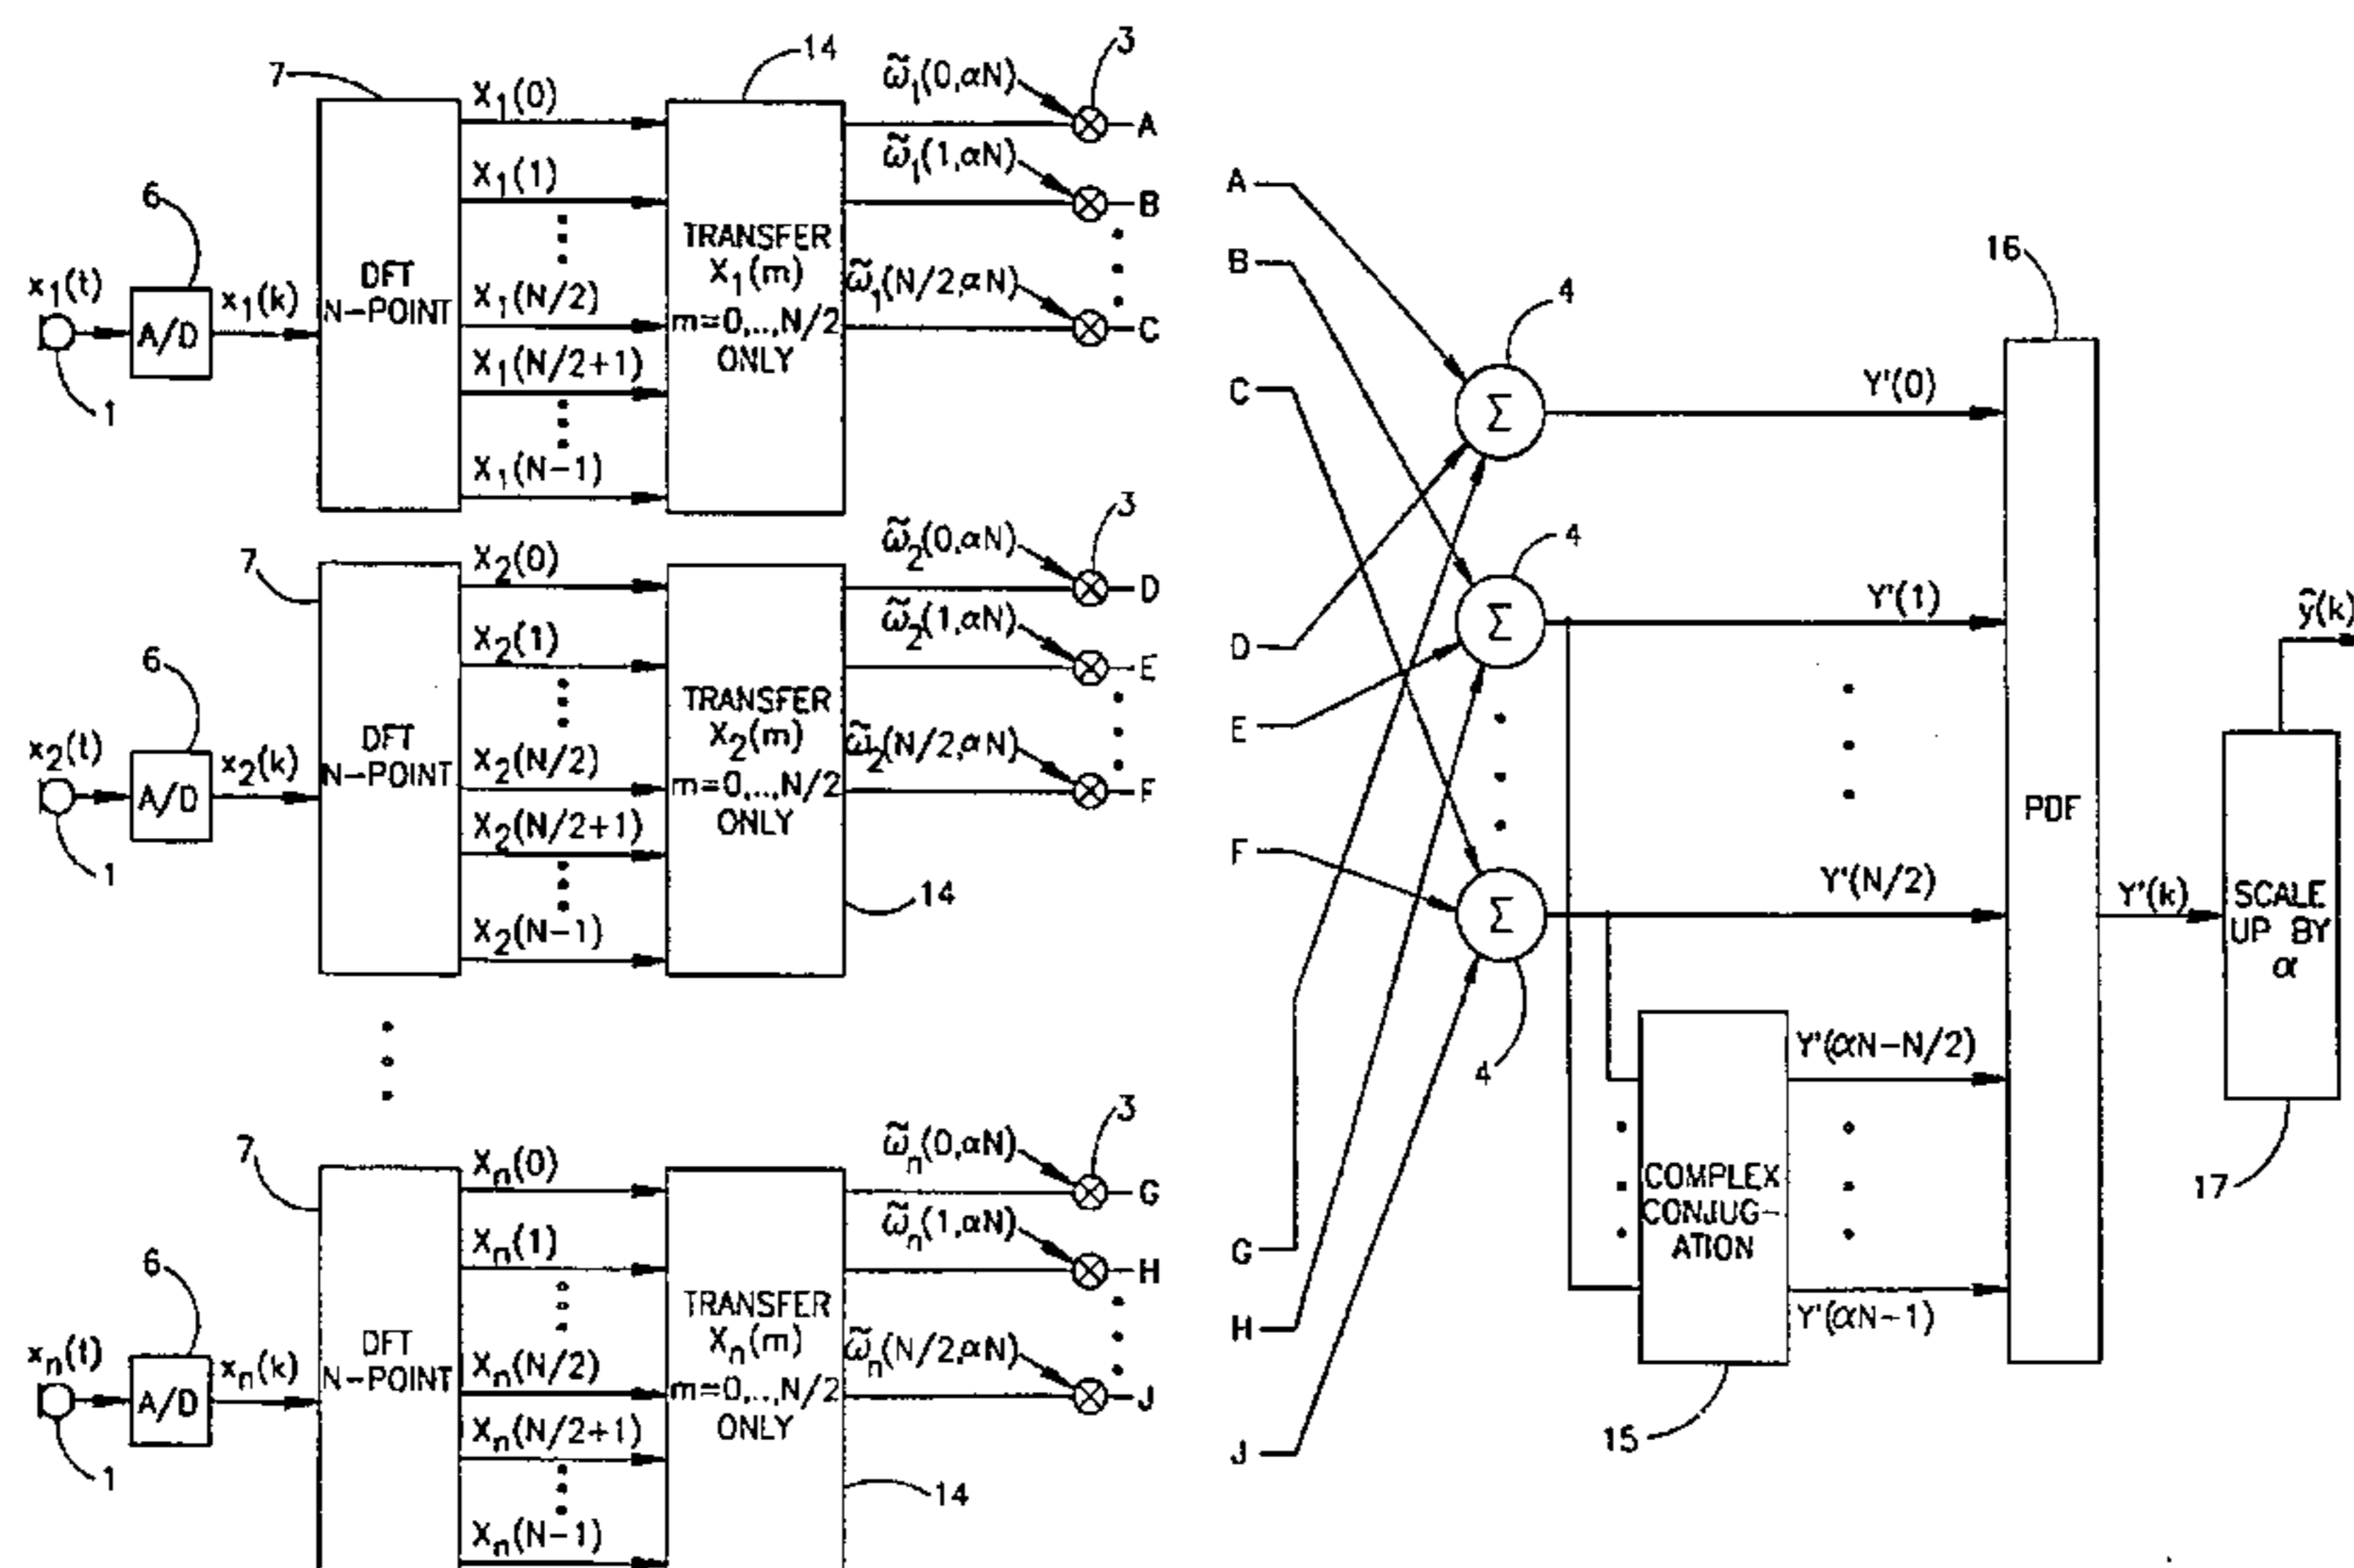 14
3
7
X₁(0)
ω̃₁(0,αN)
A
X₁(1)
ω̃₁(1,αN)
B
6
x₁(t)
A/D
x₁(k)
DFT
N-POINT
X₁(N/2)
X₁(N/2+1)
X₁(N-1)
TRANSFER
X₁(m)
m=0,..,N/2
ONLY
ω̃₁(N/2,αN)
C
1
7
X₂(0)
ω̃₂(0,αN)
3
D
X₂(1)
ω̃₂(1,αN)
E
6
x₂(t)
A/D
x₂(k)
DFT
N-POINT
X₂(N/2)
X₂(N/2+1)
X₂(N-1)
TRANSFER
X₂(m)
m=0,..,N/2
ONLY
ω̃₂(N/2,αN)
F
1
14
7
Xₙ(0)
ω̃ₙ(0,αN)
3
G
Xₙ(1)
ω̃ₙ(1,αN)
H
6
xₙ(t)
A/D
xₙ(k)
DFT
N-POINT
Xₙ(N/2)
Xₙ(N/2+1)
Xₙ(N-1)
TRANSFER
Xₙ(m)
m=0,..,N/2
ONLY
ω̃ₙ(N/2,αN)
J
1
14
A
B
C
D
E
F
G
H
J
4
Σ
4
Σ
Σ
4
Y'(0)
Y'(1)
Y'(N/2)
Y'(αN-N/2)
Y'(αN-1)
COMPLEX
CONJUG-
ATION
15
16
PDF
Y'(k)
SCALE
UP BY
α
17
ŷ(k)